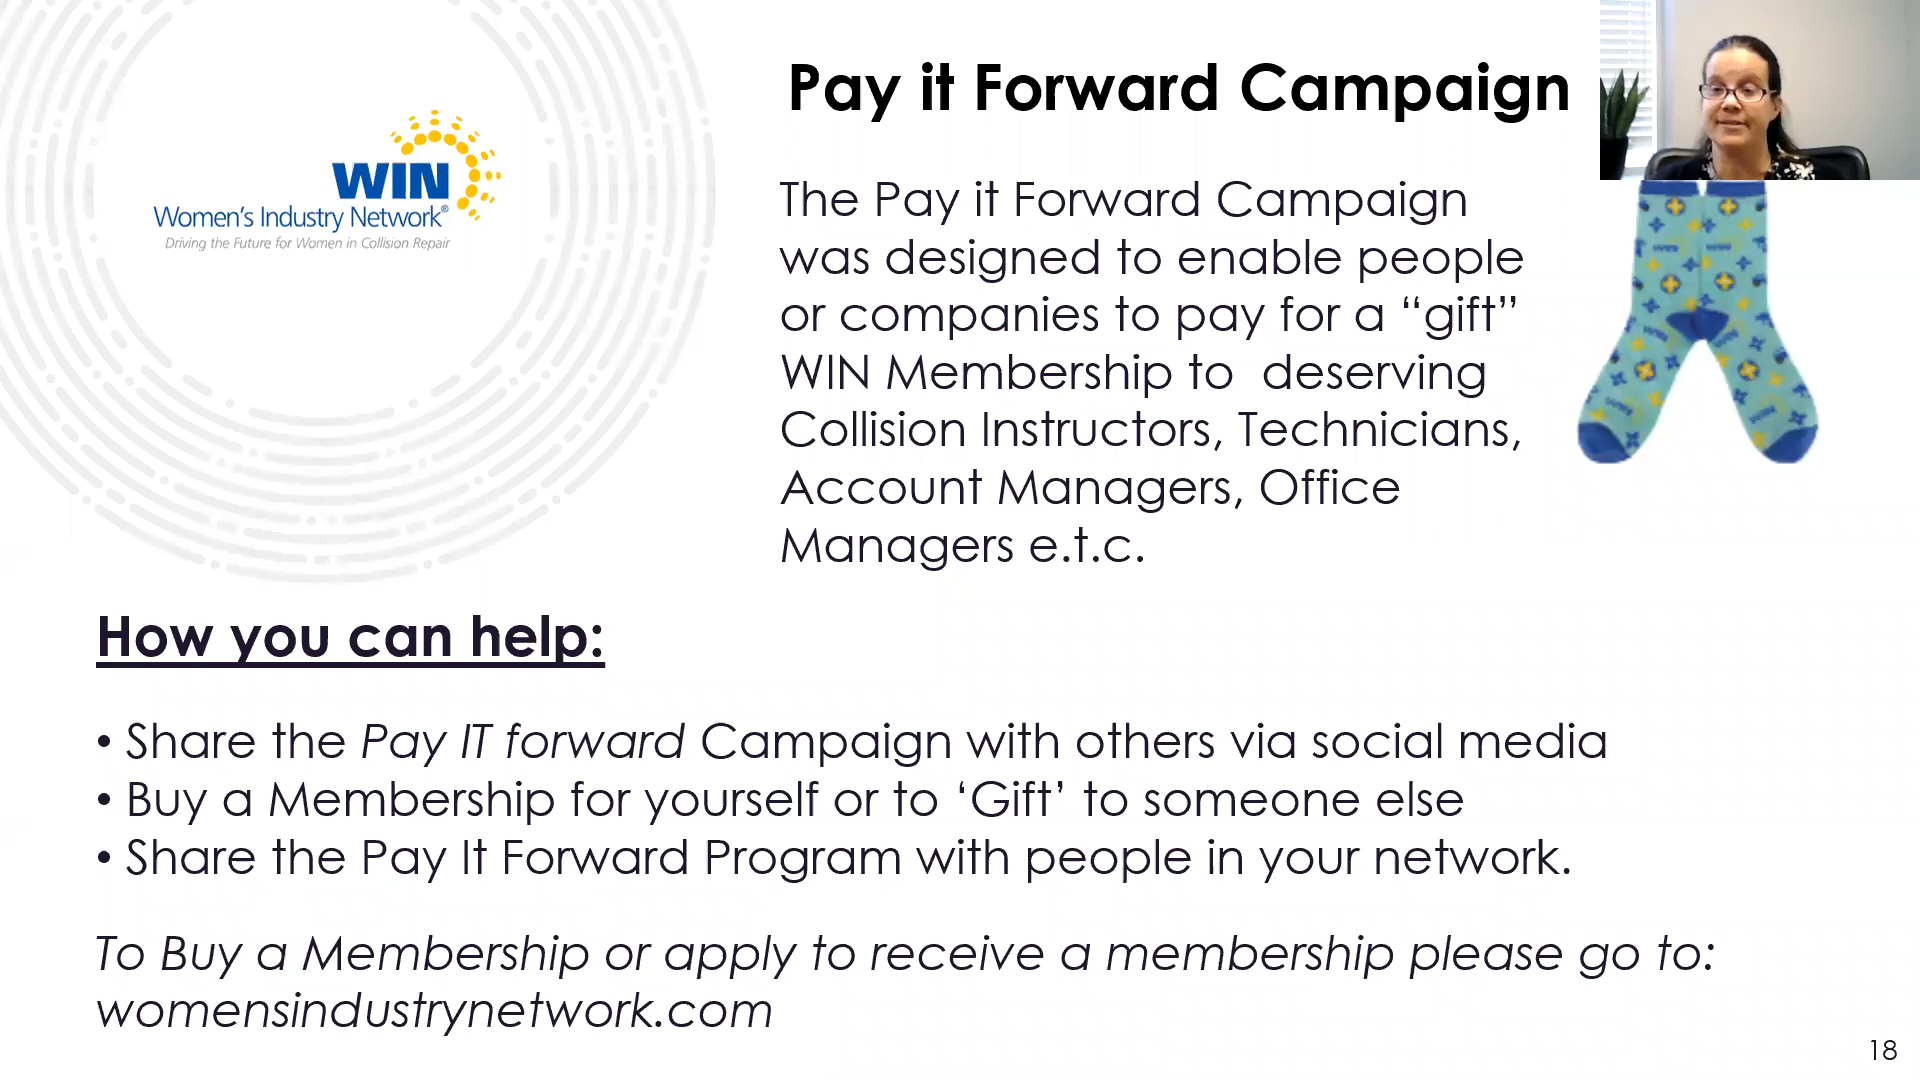 Pay it Forward Campaign
WIN
Women's Industry Network®
Driving the Future for Women in Collision Repair
The Pay it Forward Campaign
was designed to enable people
or companies to pay for a “gift”
WIN Membership to  deserving
Collision Instructors, Technicians,
Account Managers, Office
Managers e.t.c.
How you can help:
• Share the Pay IT forward Campaign with others via social media
• Buy a Membership for yourself or to ‘Gift’ to someone else
• Share the Pay It Forward Program with people in your network.
To Buy a Membership or apply to receive a membership please go to:
womensindustrynetwork.com
18